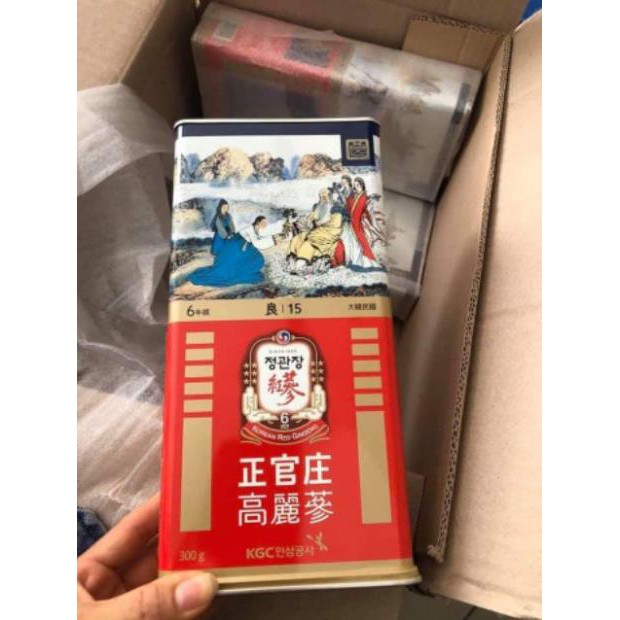 6年根
良 | 15
大韓民國
정관장
紅蔘
6
KOREAN RED GINSENG
正官庄
高麗蔘
300 g
KGC인삼공사